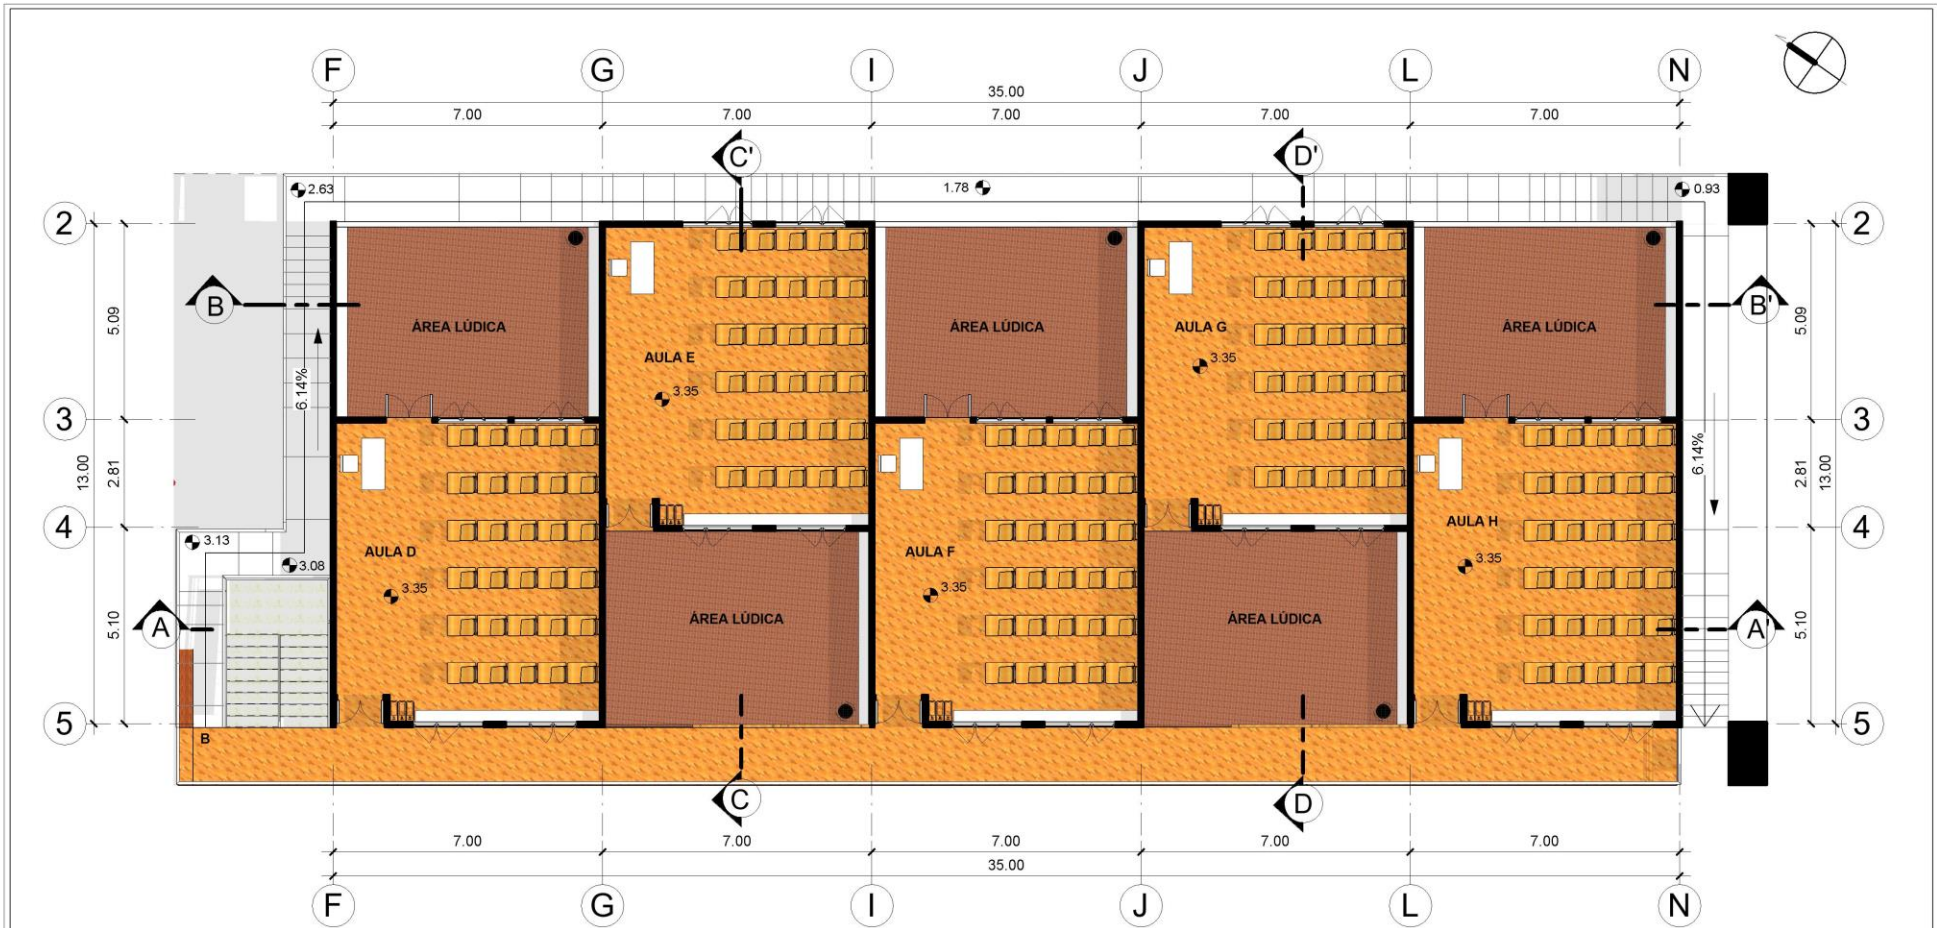 F G I J L N
35.00
7.00 7.00 7.00 7.00 7.00
C' D'
2.63 1.78 0.93
2 2
B ÁREA LÚDICA ÁREA LÚDICA ÁREA LÚDICA B'
AULA G
3.35
AULA E
3.35
5.09 5.09
6.14%
3 3
13.00 2.81 6.14% 2.81 13.00
4 4
3.13
3.08
AULA D
3.35
AULA F
3.35
AULA H
3.35
A ÁREA LÚDICA ÁREA LÚDICA A'
5.10 5.10
5 5
B
C D
7.00 7.00 7.00 7.00 7.00
35.00
F G I J L N